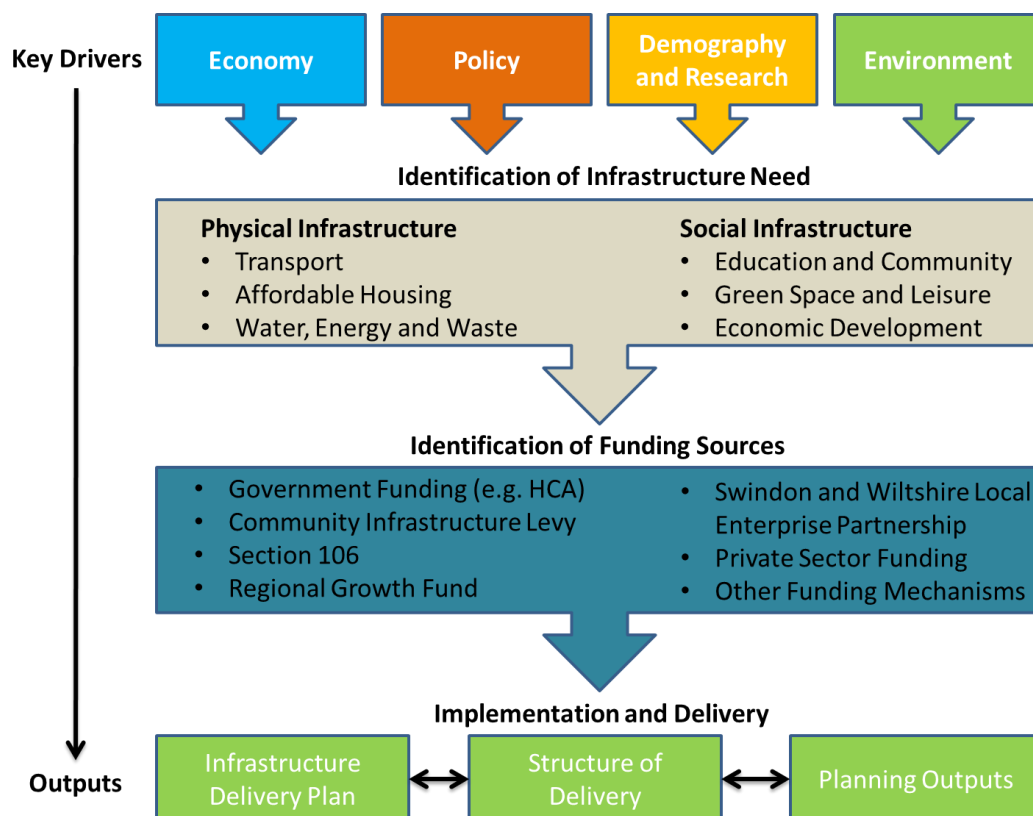 Key Drivers
Economy
Policy
Demography
and Research
Environment
Identification of Infrastructure Need
Physical Infrastructure
• Transport
• Affordable Housing
• Water, Energy and Waste
Social Infrastructure
• Education and Community
• Green Space and Leisure
• Economic Development
Identification of Funding Sources
• Government Funding (e.g. HCA)
• Community Infrastructure Levy
• Section 106
• Regional Growth Fund
• Swindon and Wiltshire Local
Enterprise Partnership
• Private Sector Funding
• Other Funding Mechanisms
Implementation and Delivery
Outputs
Infrastructure
Delivery Plan
Structure of
Delivery
Planning Outputs